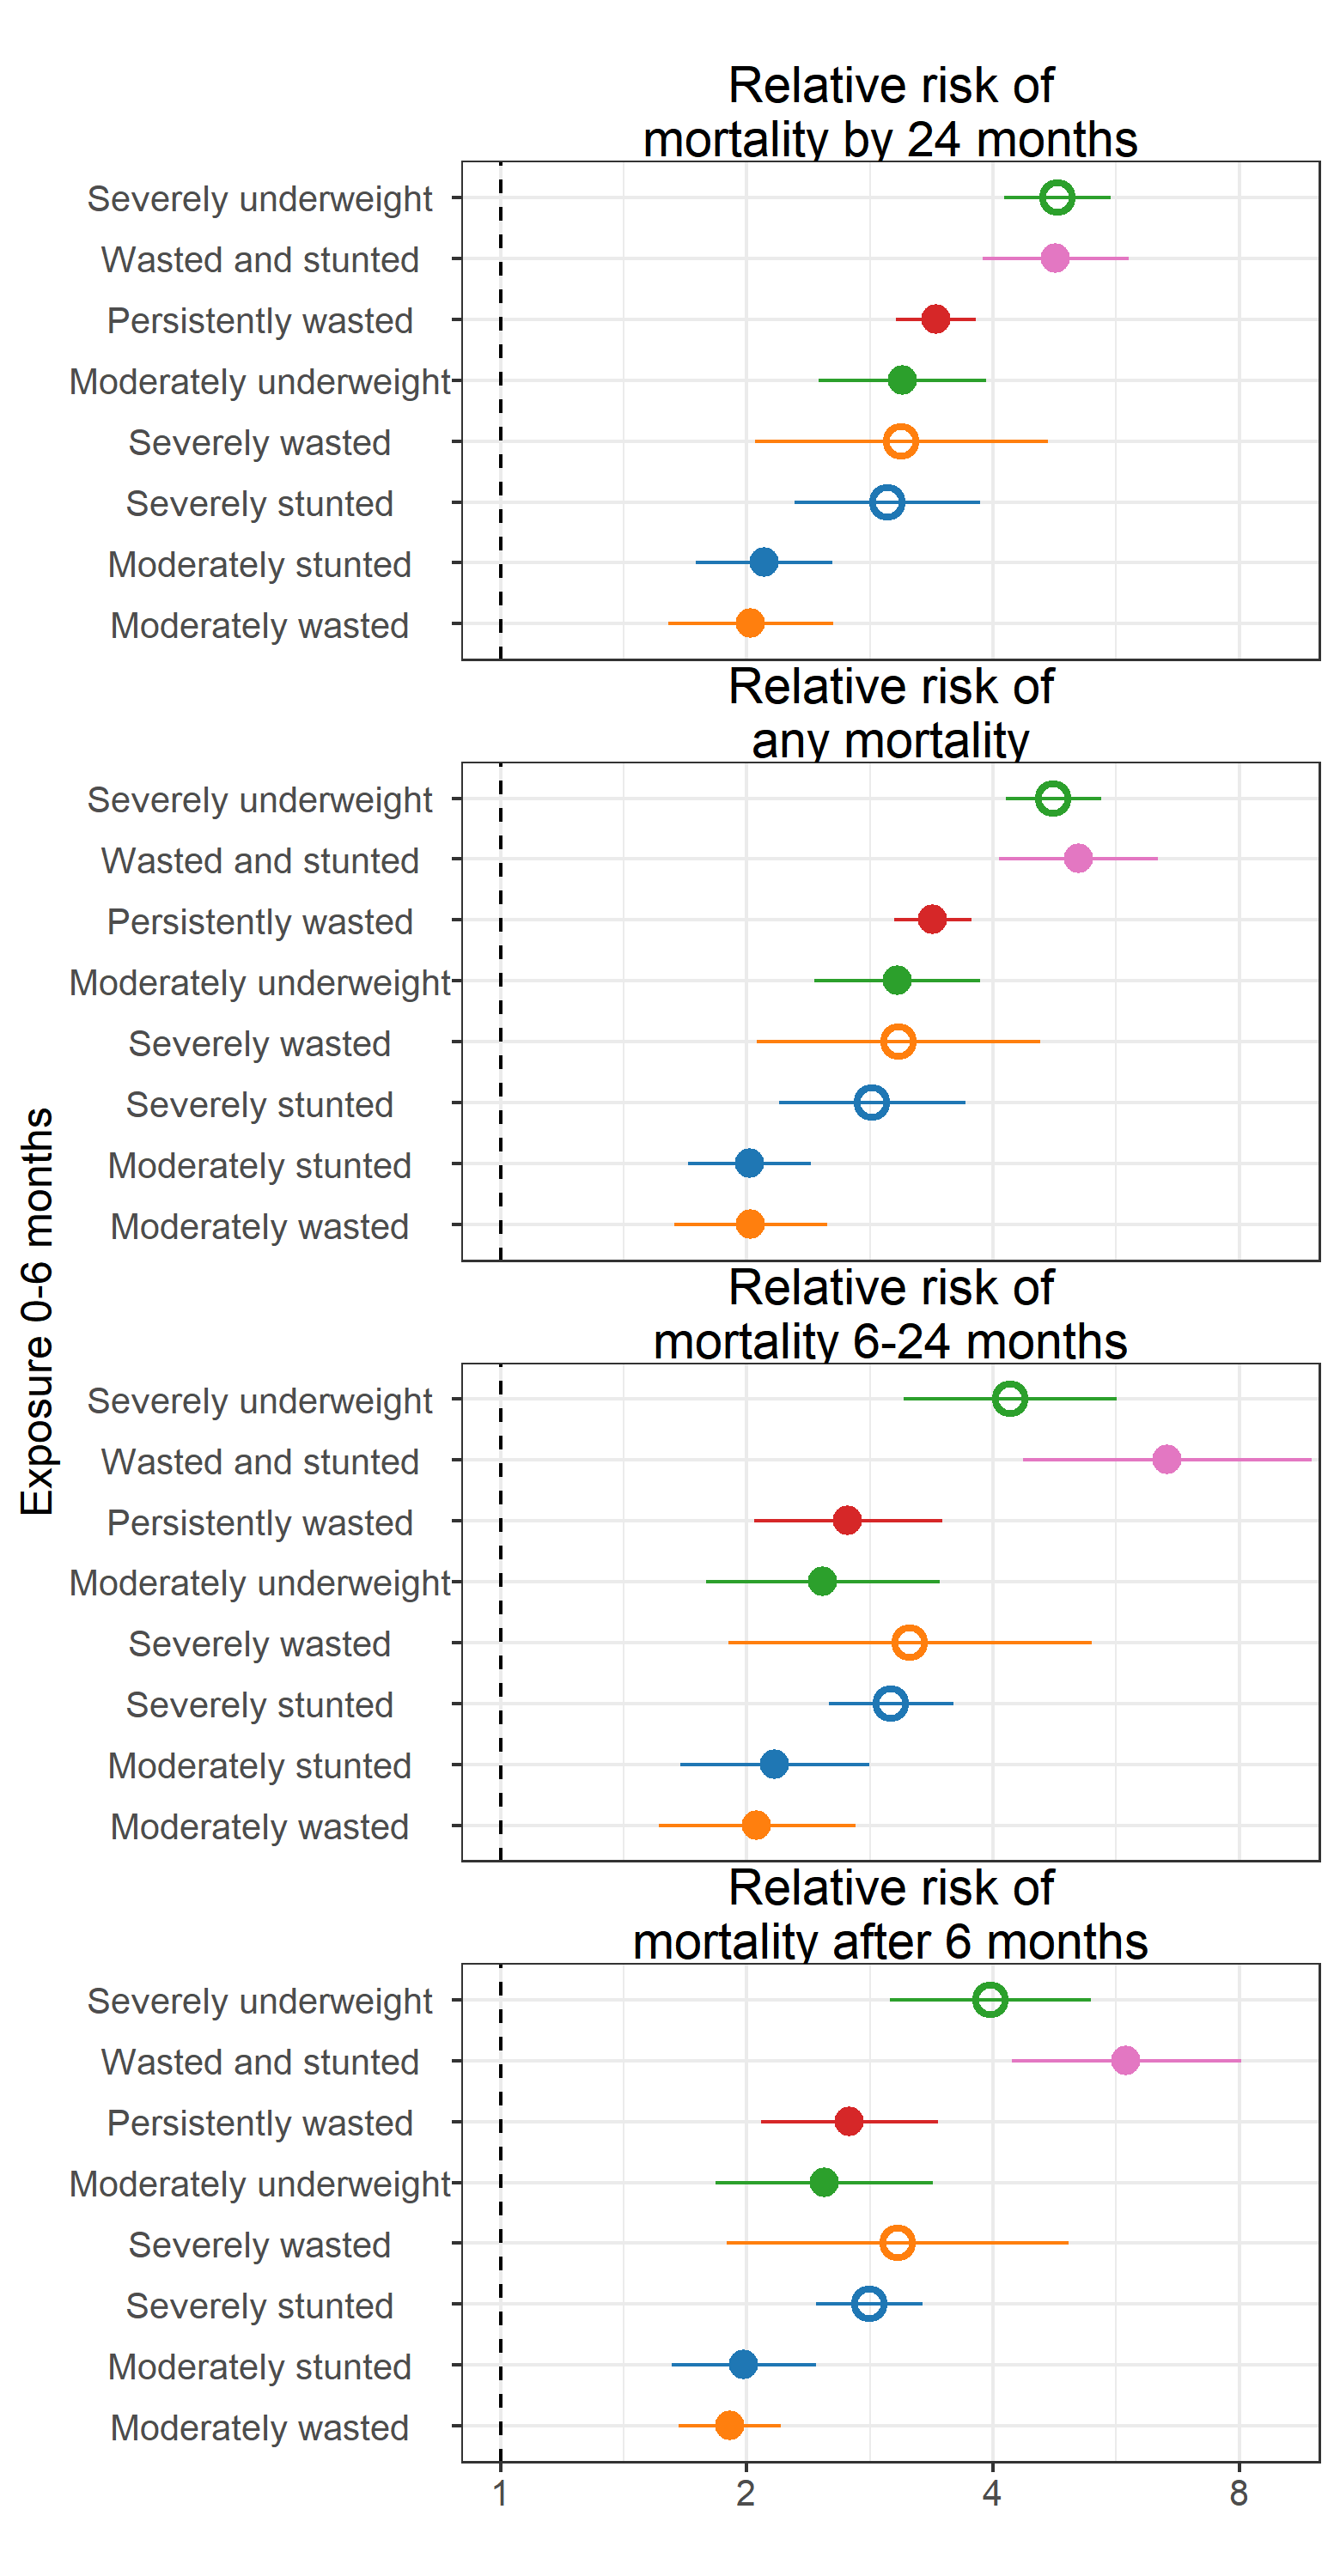 Relative risk of
mortality by 24 months
Severely underweight
Wasted and stunted
Persistently wasted
Moderately underweight
Severely wasted
Severely stunted
Moderately stunted
Moderately wasted
Relative risk of
any mortality
Severely underweight
Wasted and stunted
Persistently wasted
Moderately underweight
Severely wasted
Severely stunted
Moderately stunted
Moderately wasted
Exposure 0-6 months
Relative risk of
mortality 6-24 months
Severely underweight
Wasted and stunted
Persistently wasted
Moderately underweight
Severely wasted
Severely stunted
Moderately stunted
Moderately wasted
Relative risk of
mortality after 6 months
Severely underweight
Wasted and stunted
Persistently wasted
Moderately underweight
Severely wasted
Severely stunted
Moderately stunted
Moderately wasted
1 2 4 8